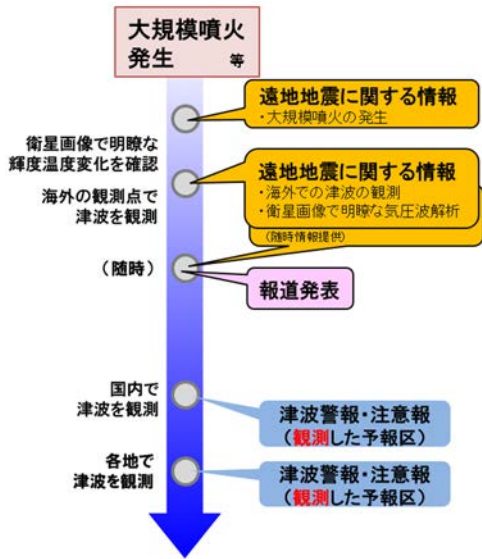 大規模噴火
発生 等
遠地地震に関する情報
・大規模噴火の発生
衛星画像で明瞭な
輝度温度変化を確認
遠地地震に関する情報
・海外での津波の観測
・衛星画像で明瞭な気圧波解析
(随時情報提供)
海外の観測点で
津波を観測
(随時)
報道発表
国内で
津波を観測
津波警報・注意報
(観測した予報区)
各地で
津波を観測
津波警報・注意報
(観測した予報区)